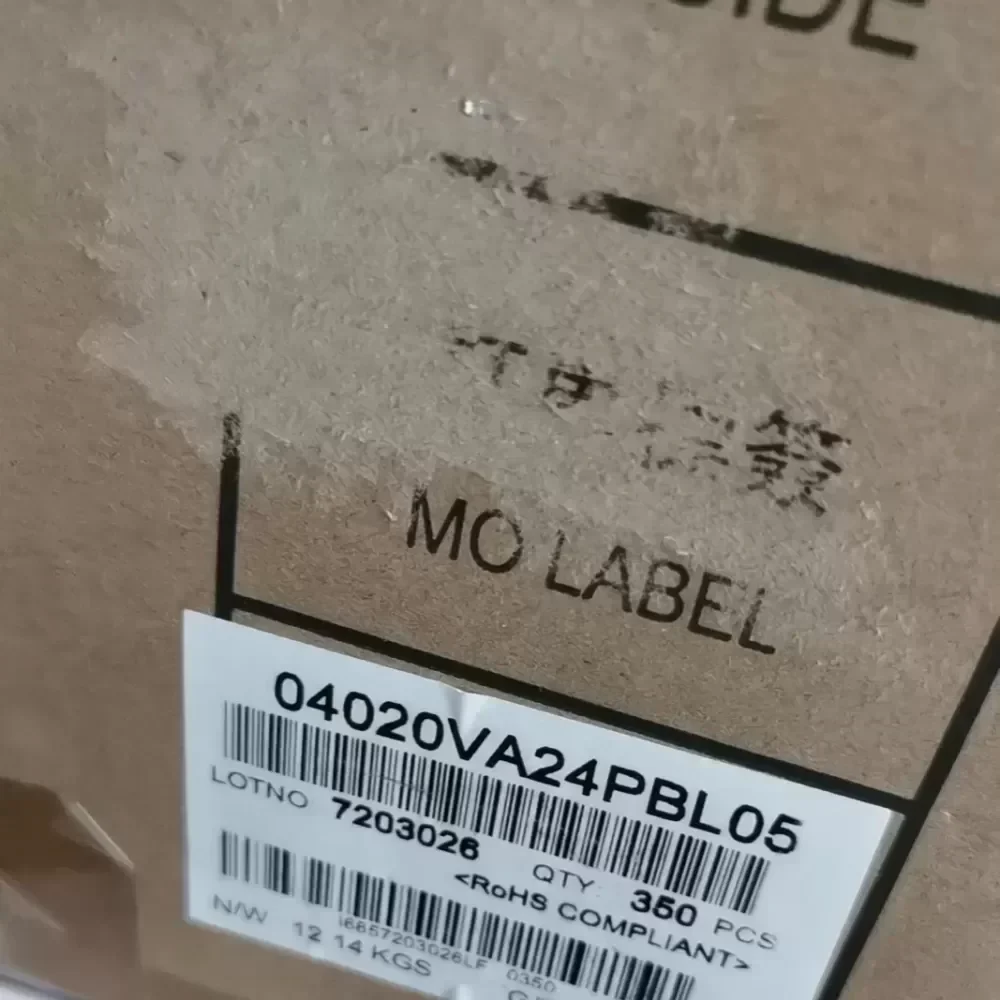 MO LABEL
04020VA24PBL05
LOTNO 7203026 QTY: 350 PCS
<RoHS COMPLIANT>
N/W 12 14 KGS